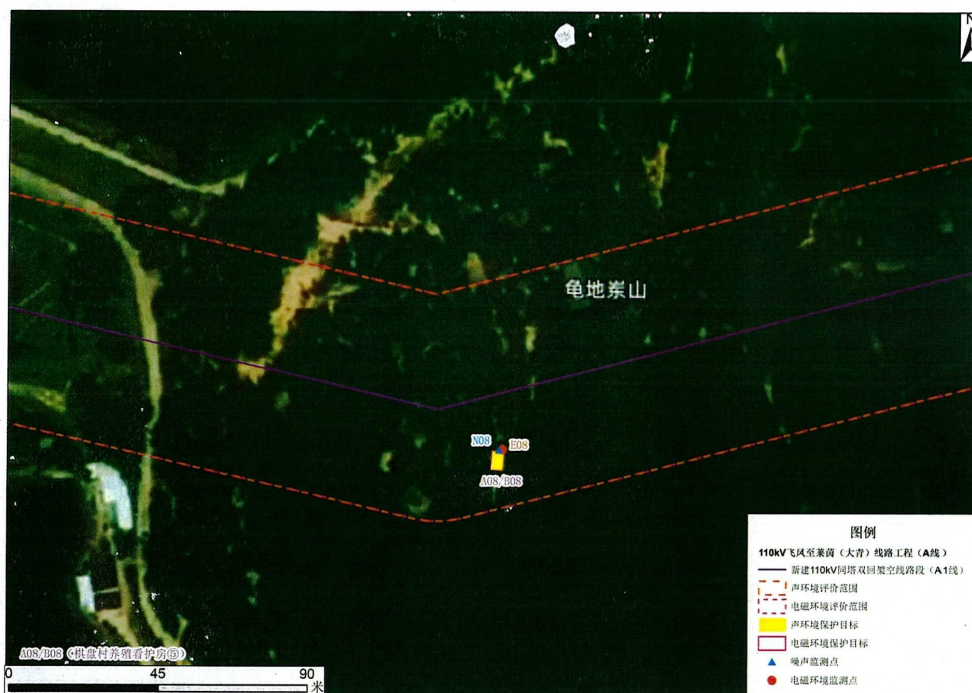 N
龟地岽山
N08 E08
A08/B08
图例
110kV飞凤至莱茵（大青）线路工程（A线）
新建110kV同塔双回架空线路段（A1线）
声环境评价范围
电磁环境评价范围
声环境保护目标
电磁环境保护目标
噪声监测点
电磁环境监测点
A08/B08（棋盘村养殖看护房⑤）
0 45 90
米